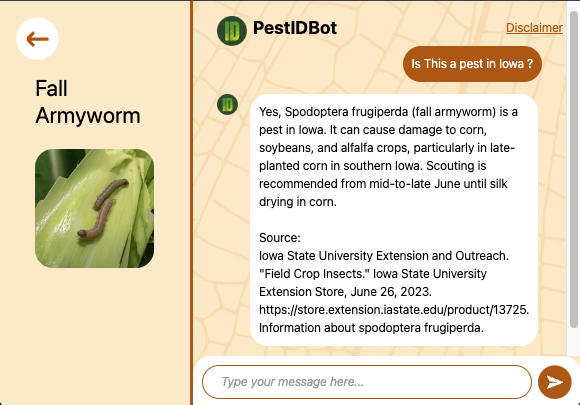 ID PestIDBot
Disclaimer
Fall
Armyworm
Is This a pest in Iowa ?
ID
Yes, Spodoptera frugiperda (fall armyworm) is a
pest in Iowa. It can cause damage to corn,
soybeans, and alfalfa crops, particularly in late-
planted corn in southern Iowa. Scouting is
recommended from mid-to-late June until silk
drying in corn.
Source:
Iowa State University Extension and Outreach.
"Field Crop Insects." Iowa State University
Extension Store, June 26, 2023.
https://store.extension.iastate.edu/product/13725.
Information about spodoptera frugiperda.
Type your message here...